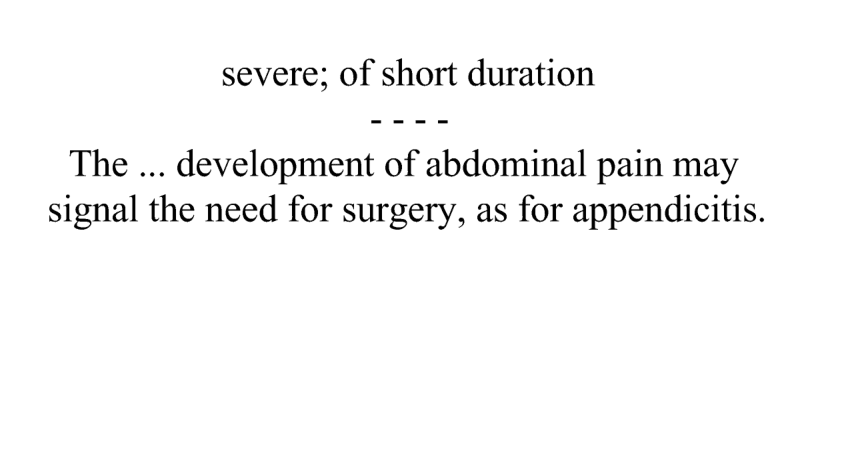 severe; of short duration
- - - -
The ... development of abdominal pain may
signal the need for surgery, as for appendicitis.